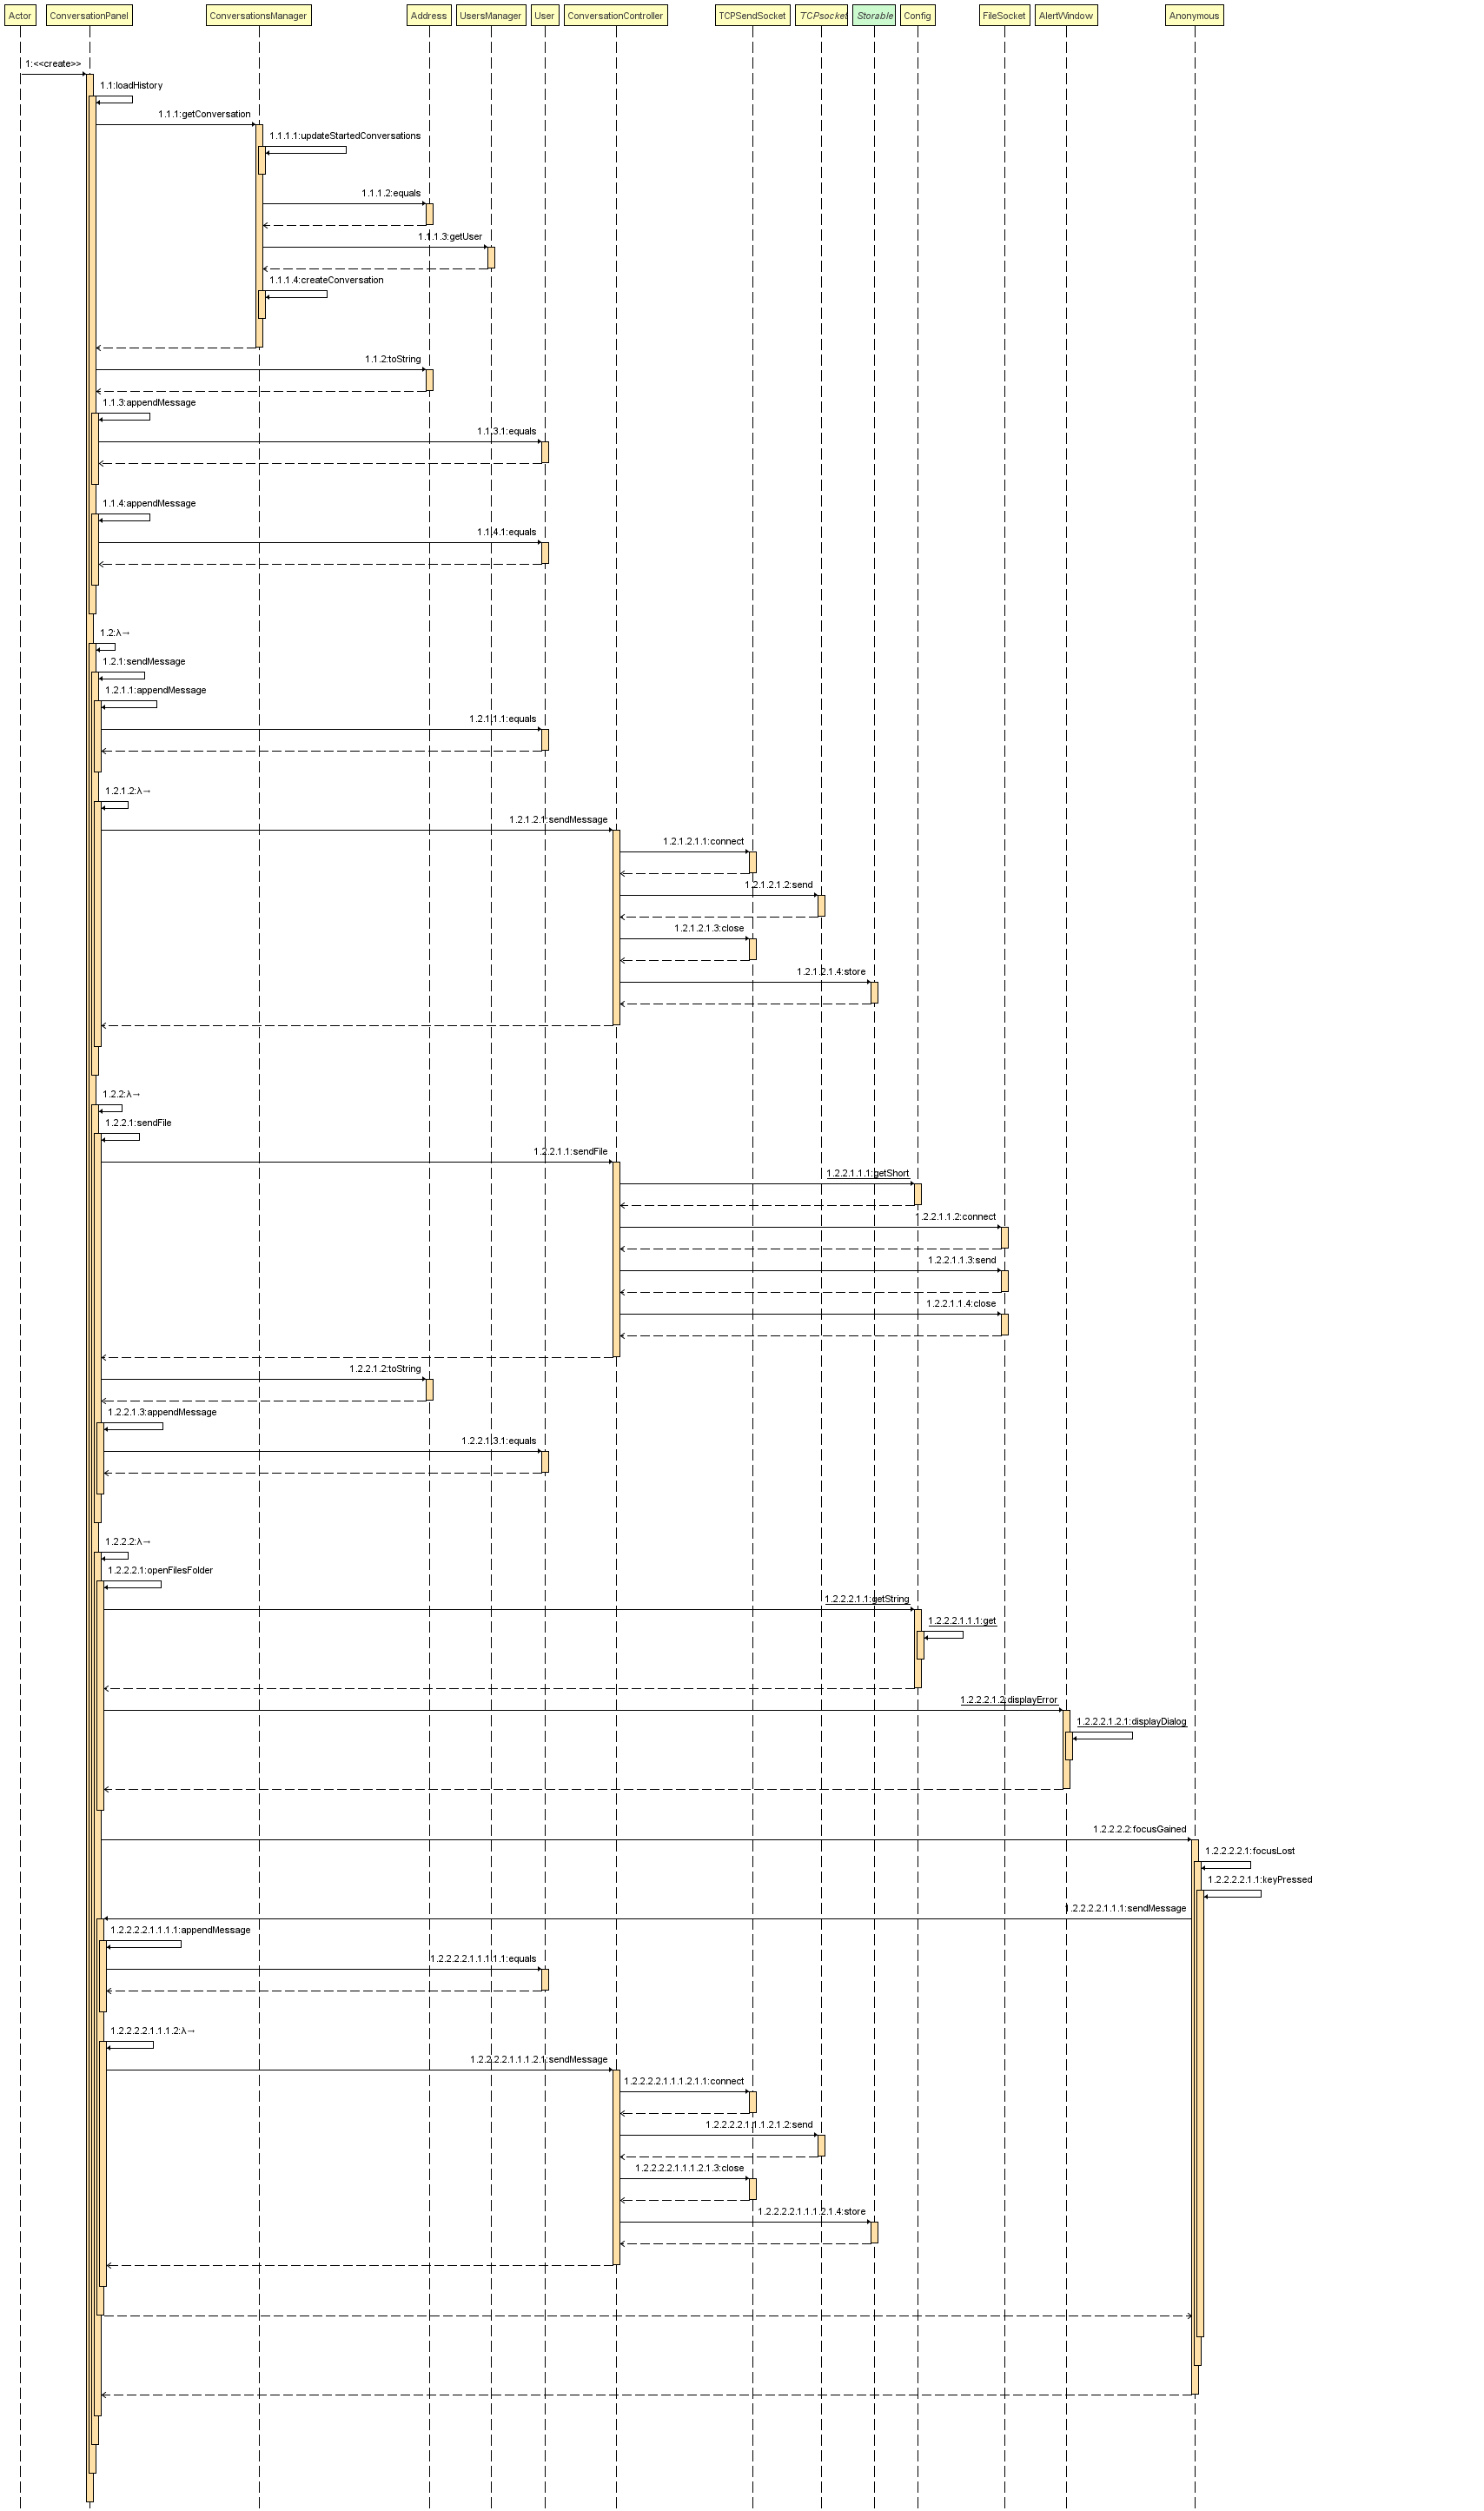 Actor
ConversationPanel
ConversationsManager
Address
UsersManager
User
ConversationController
TCPSendSocket
TCPsocket
Storable
Config
FileSocket
AlertWindow
Anonymous
1:<<create>>
1.1:loadHistory
1.1.1:getConversation
1.1.1.1:updateStartedConversations
1.1.1.2:equals
1.1.1.3:getUser
1.1.1.4:createConversation
1.1.2:toString
1.1.3:appendMessage
1.1.3.1:equals
1.1.4:appendMessage
1.1.4.1:equals
1.2:λ→
1.2.1:sendMessage
1.2.1.1:appendMessage
1.2.1.1.1:equals
1.2.1.2:λ→
1.2.1.2.1:sendMessage
1.2.1.2.1.1:connect
1.2.1.2.1.2:send
1.2.1.2.1.3:close
1.2.1.2.1.4:store
1.2.2:λ→
1.2.2.1:sendFile
1.2.2.1.1:sendFile
1.2.2.1.1.1:getShort
1.2.2.1.1.2:connect
1.2.2.1.1.3:send
1.2.2.1.1.4:close
1.2.2.1.2:toString
1.2.2.1.3:appendMessage
1.2.2.1.3.1:equals
1.2.2.2:λ→
1.2.2.2.1:openFilesFolder
1.2.2.2.1.1:getString
1.2.2.2.1.1.1:get
1.2.2.2.1.2:displayError
1.2.2.2.1.2.1:displayDialog
1.2.2.2.2:focusGained
1.2.2.2.2.1:focusLost
1.2.2.2.2.1.1:keyPressed
1.2.2.2.2.1.1.1:sendMessage
1.2.2.2.2.1.1.1.1:appendMessage
1.2.2.2.2.1.1.1.1.1:equals
1.2.2.2.2.1.1.1.2:λ→
1.2.2.2.2.1.1.1.2.1:sendMessage
1.2.2.2.2.1.1.1.2.1.1:connect
1.2.2.2.2.1.1.1.2.1.2:send
1.2.2.2.2.1.1.1.2.1.3:close
1.2.2.2.2.1.1.1.2.1.4:store